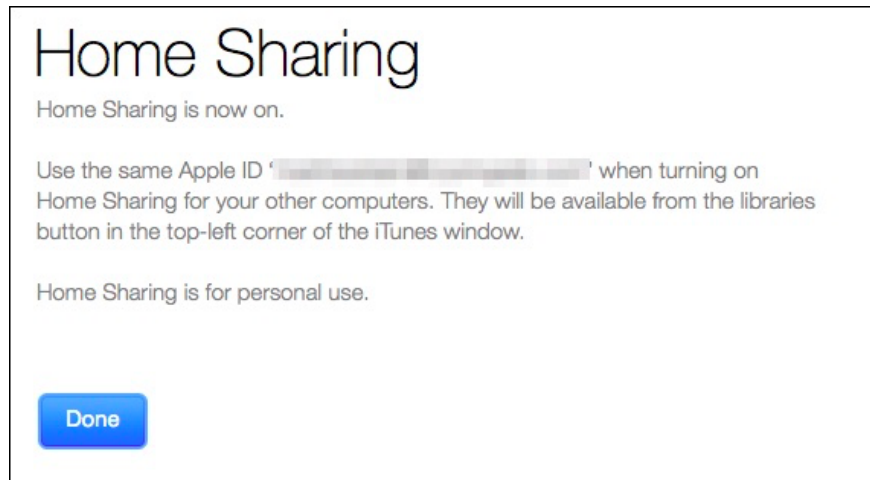 Home Sharing
Home Sharing is now on.
Use the same Apple ID ‘ ’ when turning on
Home Sharing for your other computers. They will be available from the libraries
button in the top-left corner of the iTunes window.
Home Sharing is for personal use.
Done